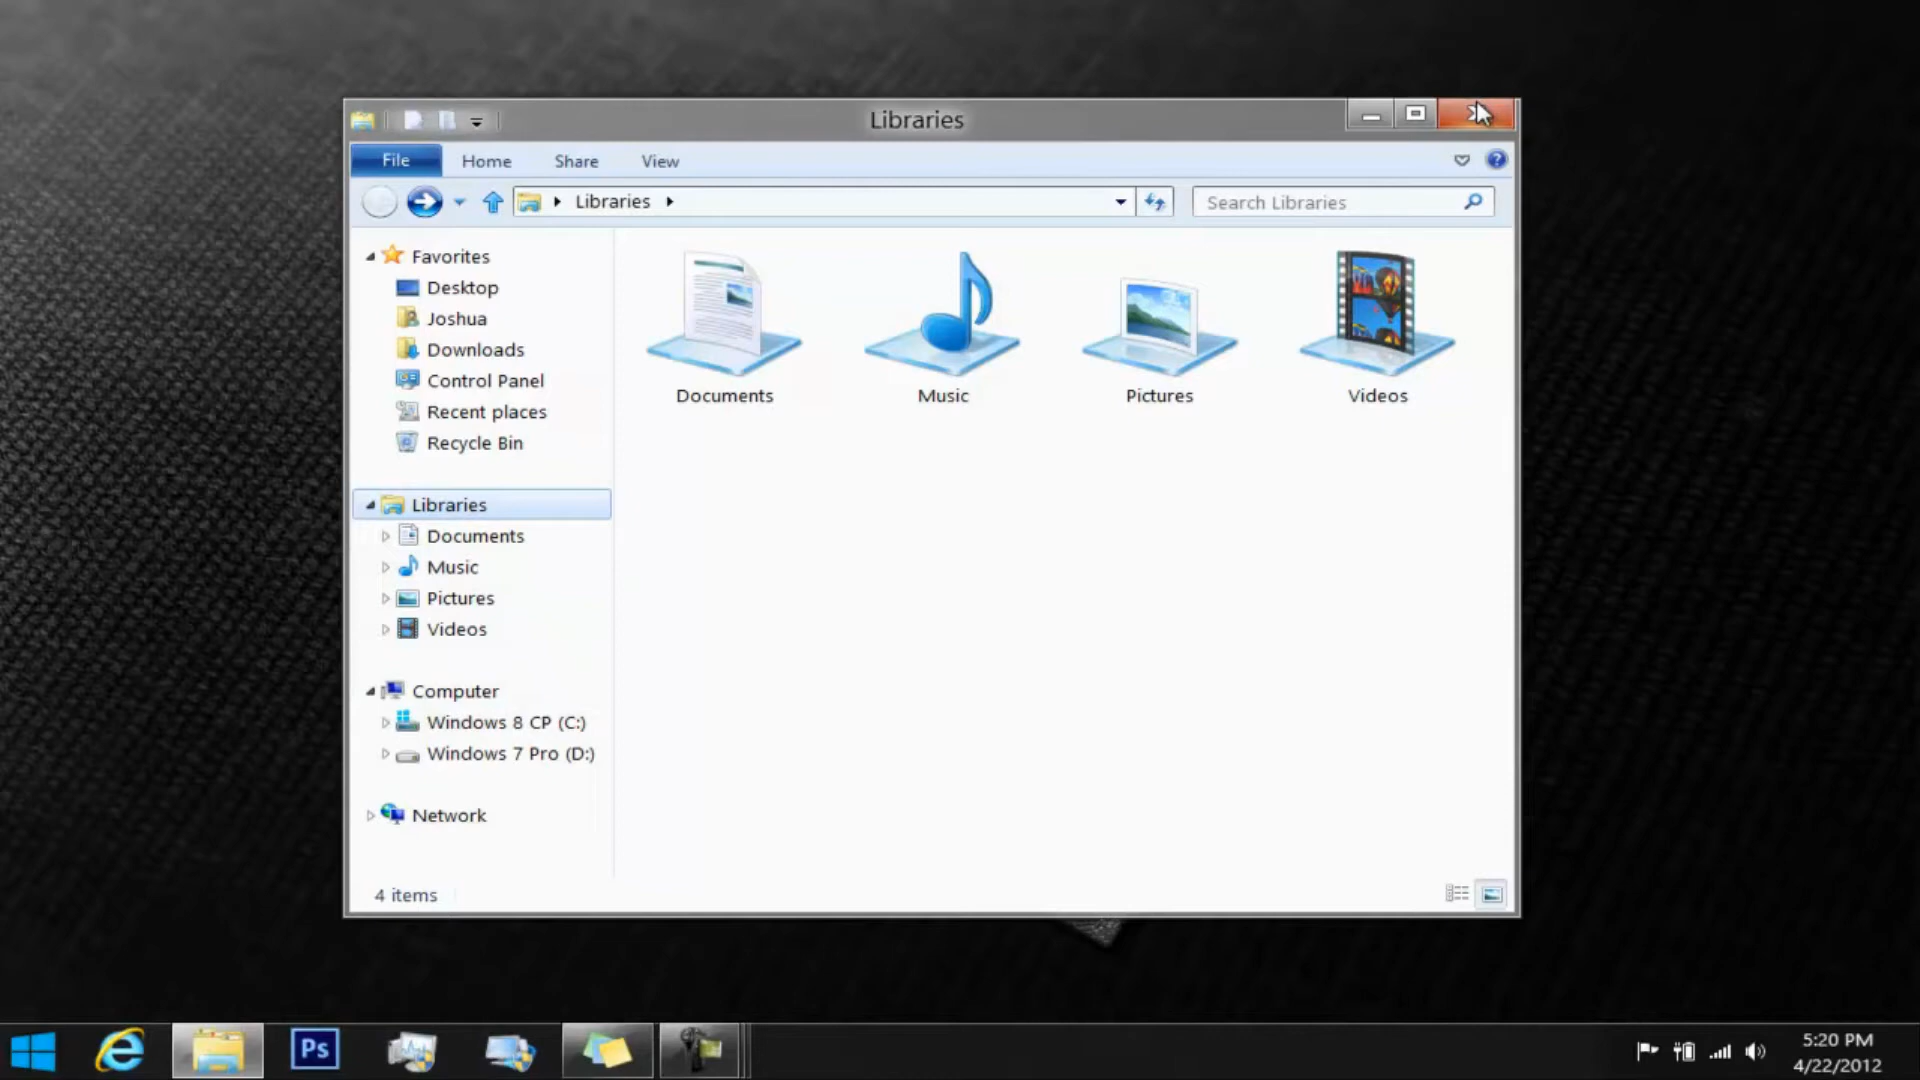 Libraries
File Home Share View
Libraries
Search Libraries
Favorites
Desktop
Joshua
Downloads
Control Panel
Recent places
Recycle Bin
Libraries
Documents
Music
Pictures
Videos
Computer
Windows 8 CP (C:)
Windows 7 Pro (D:)
Network
Documents Music Pictures Videos
4 items
Ps
5:20 PM
4/22/2012